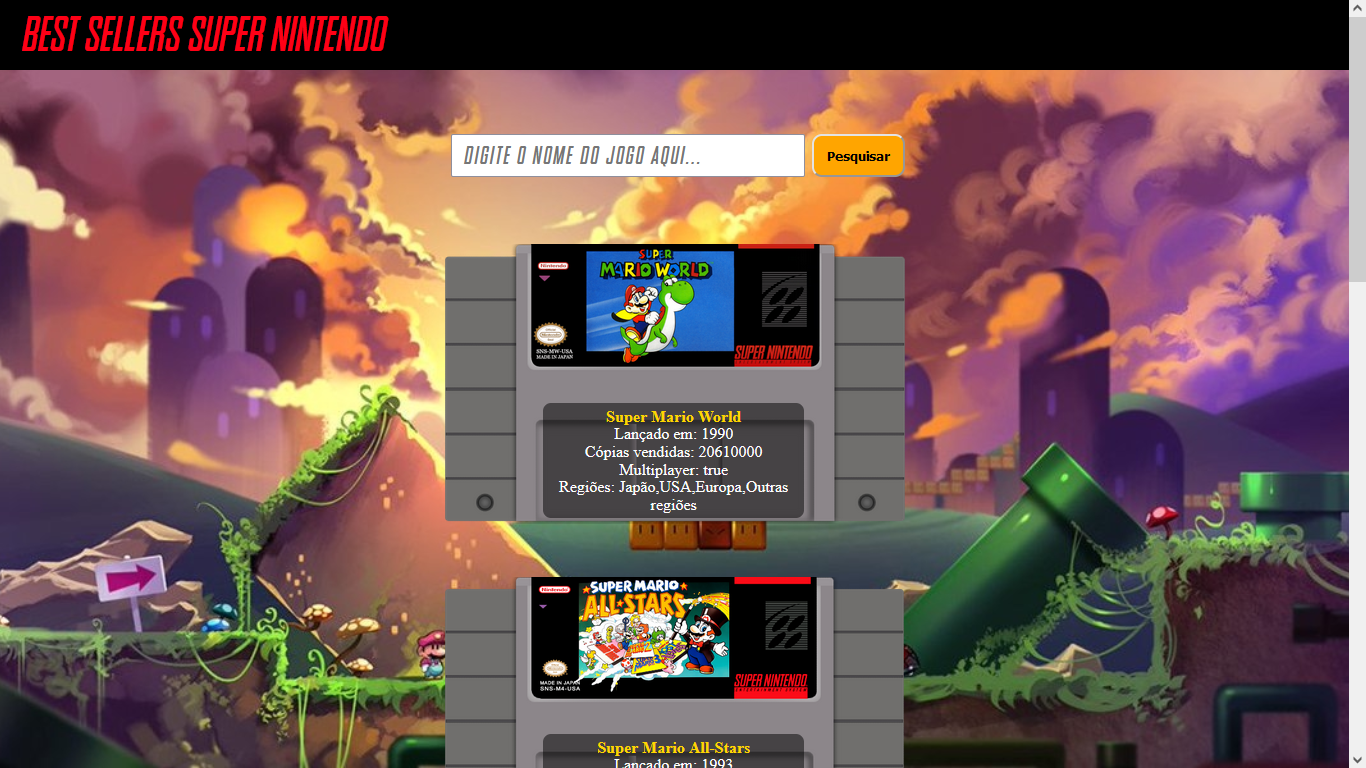 BEST SELLERS SUPER NINTENDO
DIGITE O NOME DO JOGO AQUI...
Pesquisar
SUPER
MARIO WORLD
Nintendo
SNS-MW-USA
MADE IN JAPAN
SUPER NINTENDO
Super Mario World
Lançado em: 1990
Cópias vendidas: 20610000
Multiplayer: true
Regiões: Japão,USA,Europa,Outras
regiões
Nintendo
SUPER MARIO
ALL★STARS
MADE IN JAPAN
SNS-M4-USA
SUPER NINTENDO
ENTERTAINMENT SYSTEM
Super Mario All-Stars
Lançado em: 1993